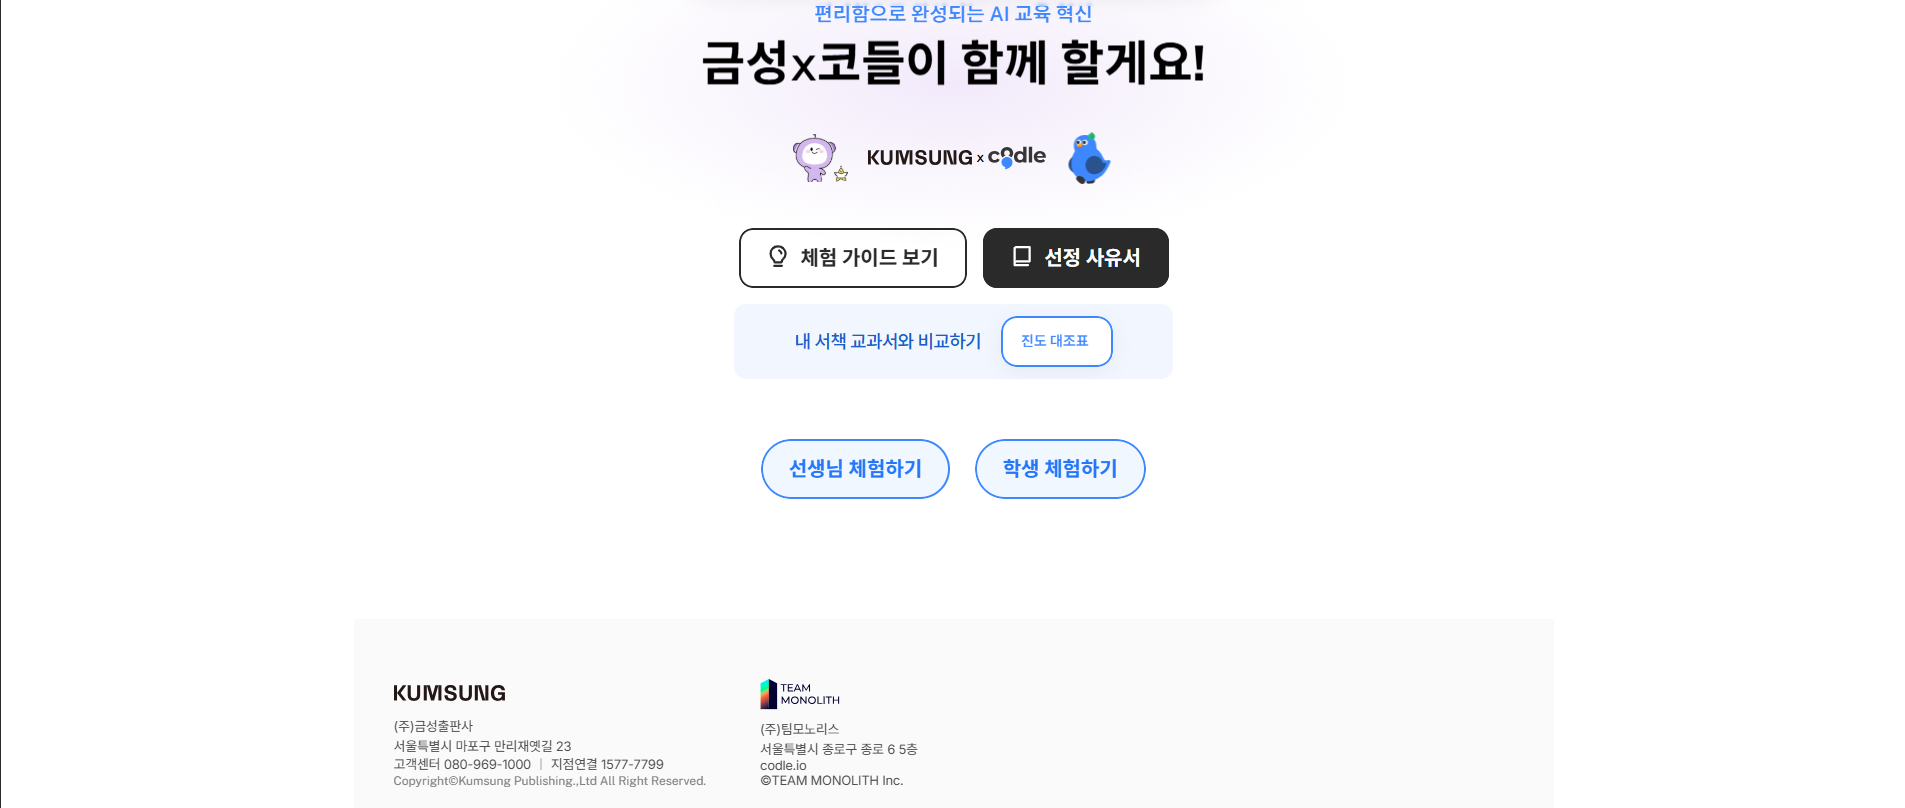 편리함으로 완성되는 AI 교육 혁신
금성x코들이 함께 할게요!
KUMSUNG x codle
체험 가이드 보기
선정 사유서
내 서책 교과서와 비교하기
진도 대조표
선생님 체험하기
학생 체험하기
KUMSUNG
(주)금성출판사
서울특별시 마포구 만리재옛길 23
고객센터 080-969-1000 | 지점연결 1577-7799
Copyright©Kumsung Publishing.,Ltd All Right Reserved.
TEAM
MONOLITH
(주)팀모노리스
서울특별시 종로구 종로 6 5층
codle.io
©TEAM MONOLITH Inc.